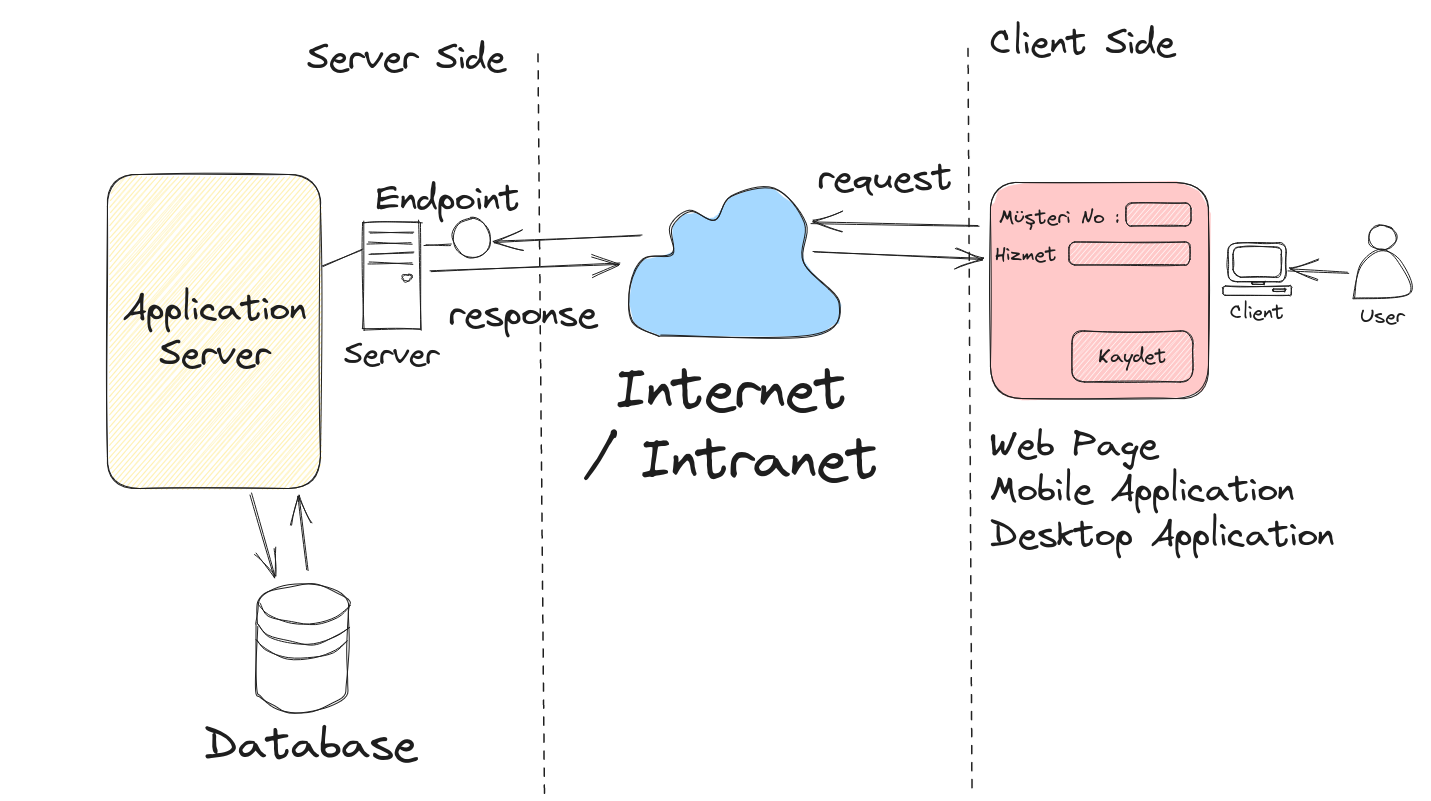 Server Side
Client Side
Endpoint
request
Müşteri No :
Hizmet
Application
Server
Server
response
Client
User
Kaydet
Internet
/ Intranet
Web Page
Mobile Application
Desktop Application
Database